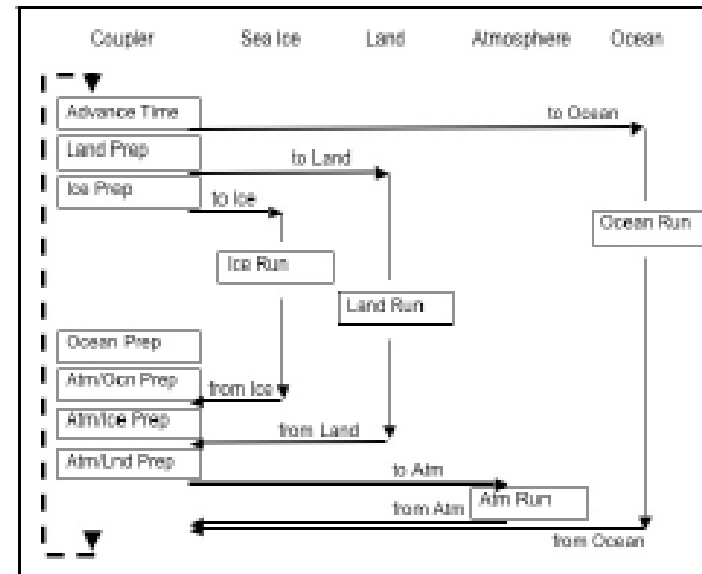 Coupler Sea Ice Land Atmosphere Ocean
Advance Time
to Ocean
Land Prep
to Land
Ice Prep
to Ice
Ocean Run
Ice Run
Land Run
Ocean Prep
Atm/Ocn Prep
from Ice
Atm/Ice Prep
from Land
Atm/Lnd Prep
to Atm
Atm Run
from Atm
from Ocean